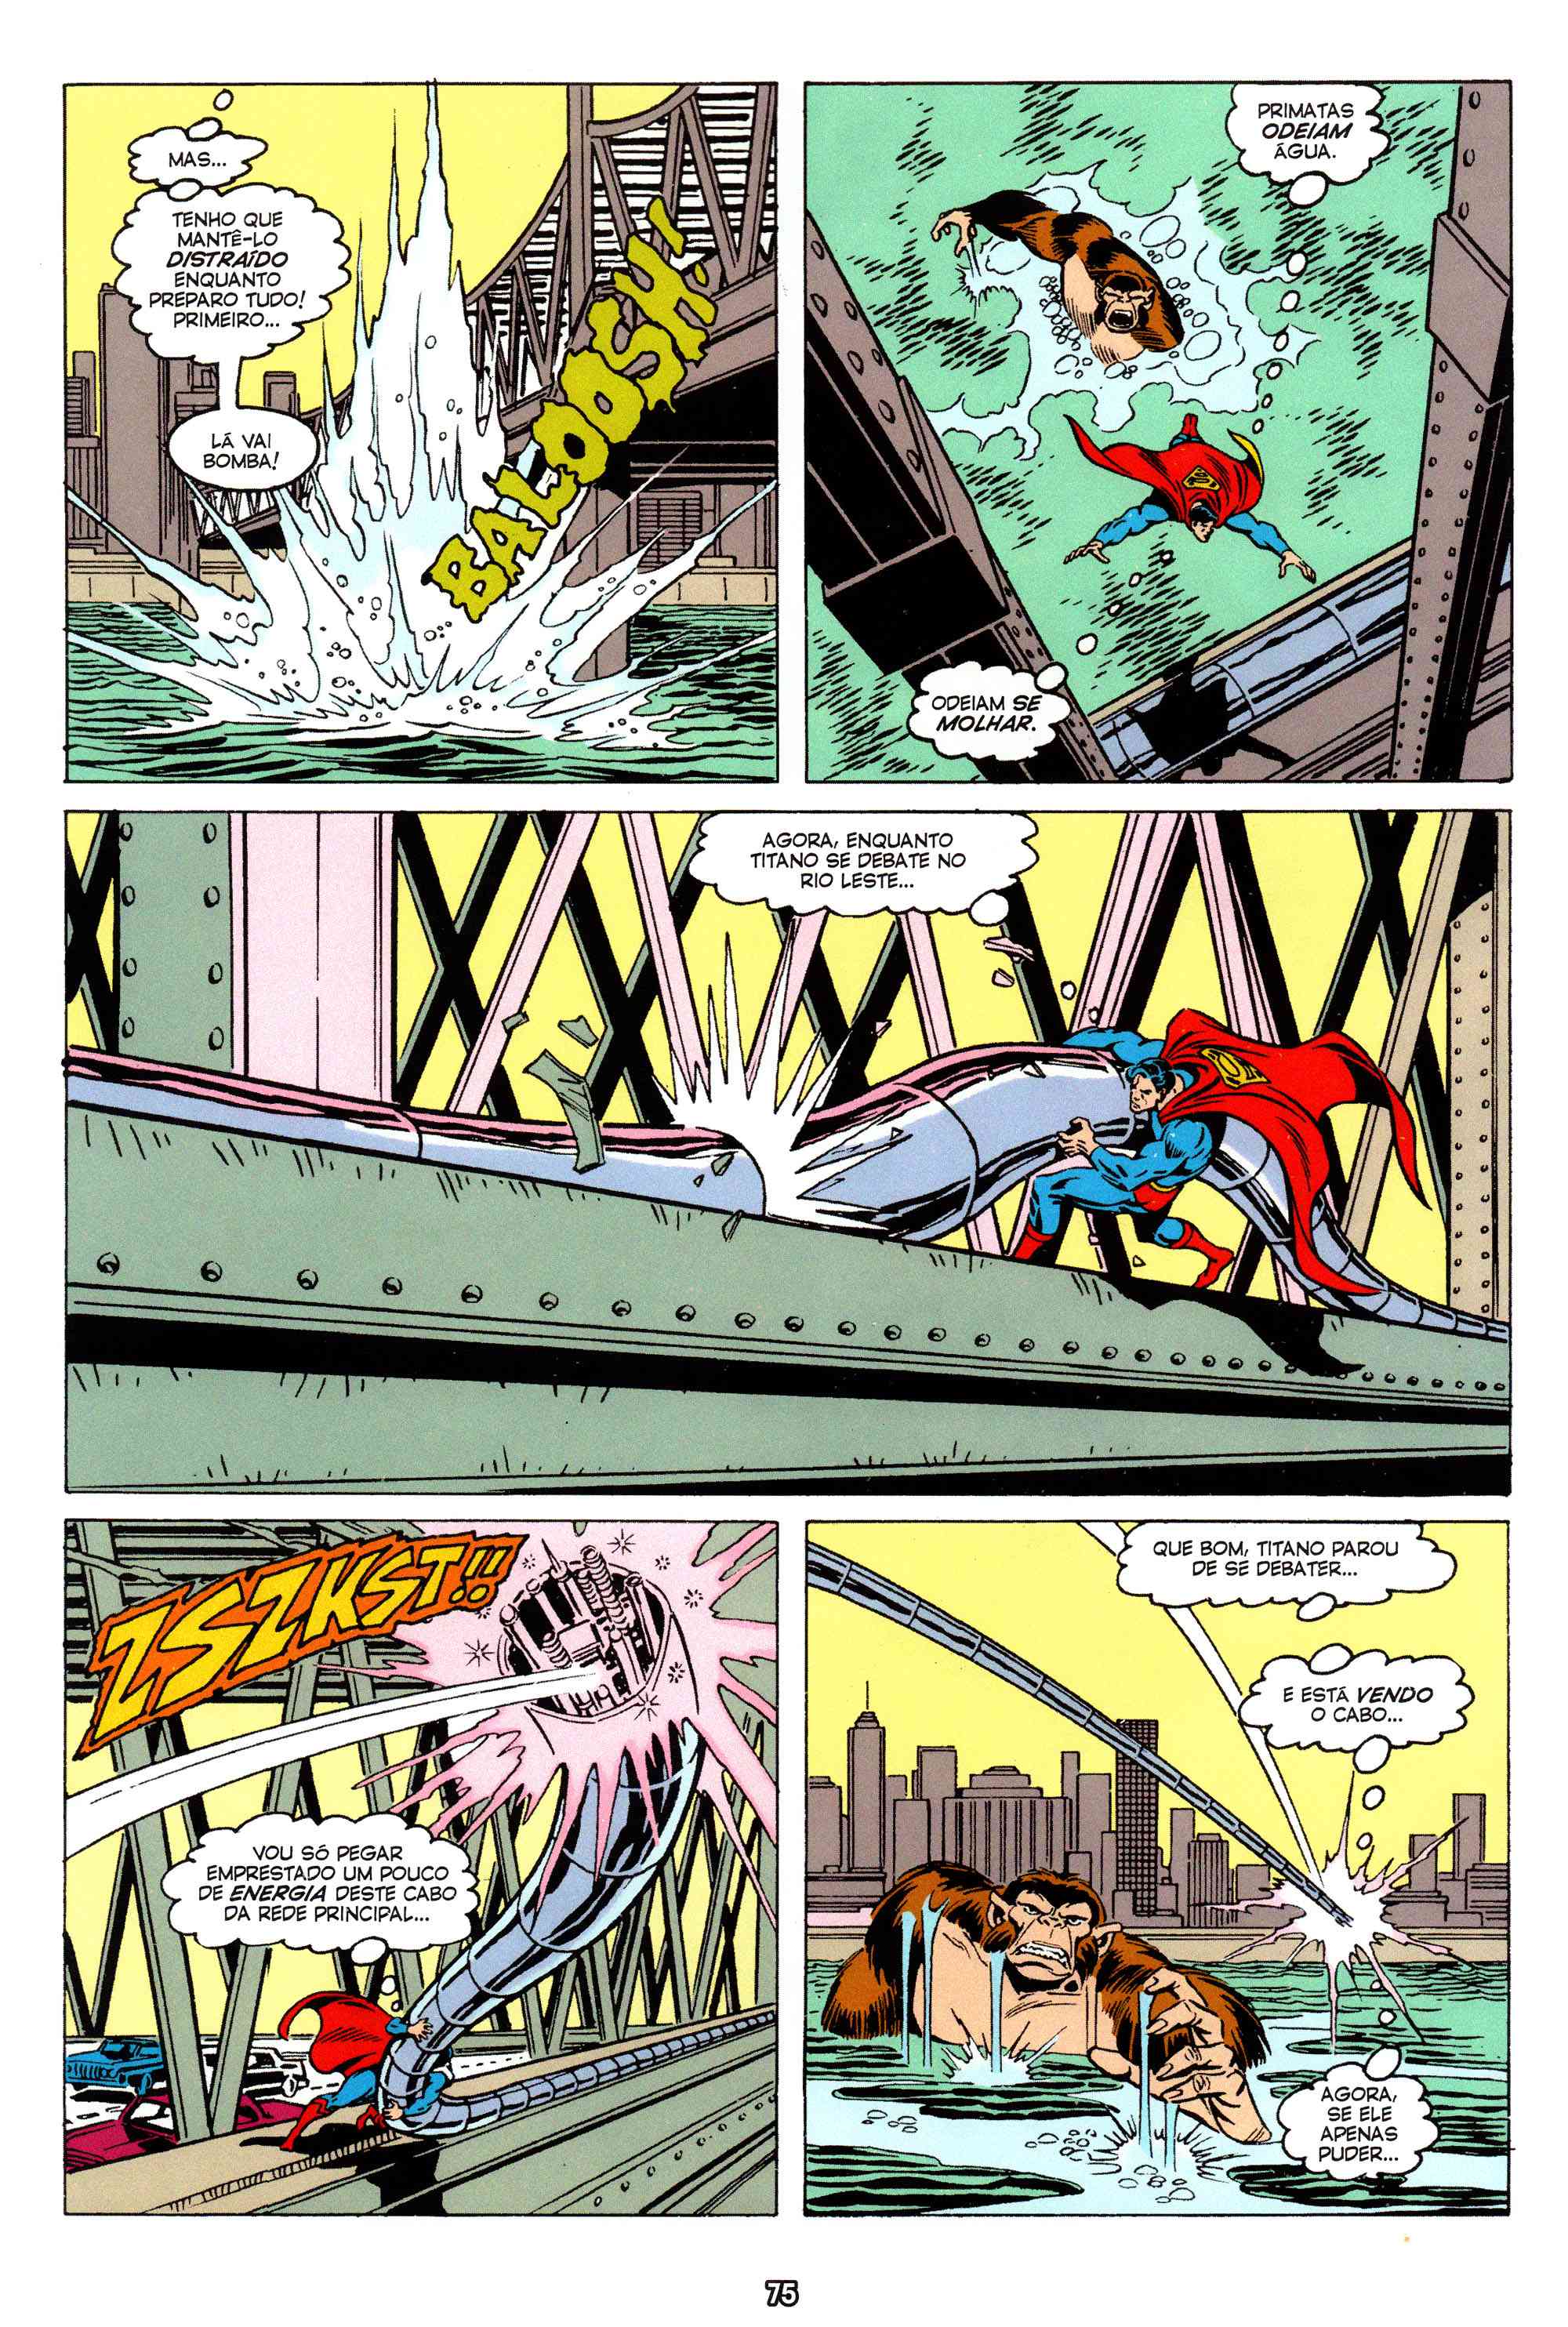 MAS...
TENHO QUE
MANTÊ-LO
DISTRAÍDO
ENQUANTO
PREPARO TUDO!
PRIMEIRO...
LÁ VAI
BOMBA!
BALOOSH!
PRIMATAS
ODEIAM
ÁGUA.
ODEIAM SE
MOLHAR.
AGORA, ENQUANTO
TITANO SE DEBATE NO
RIO LESTE...
ZSZKST!!
VOU SÓ PEGAR
EMPRESTADO UM POUCO
DE ENERGIA DESTE CABO
DA REDE PRINCIPAL...
QUE BOM, TITANO PAROU
DE SE DEBATER...
E ESTÁ VENDO
O CABO...
AGORA,
SE ELE
APENAS
PUDER...
75